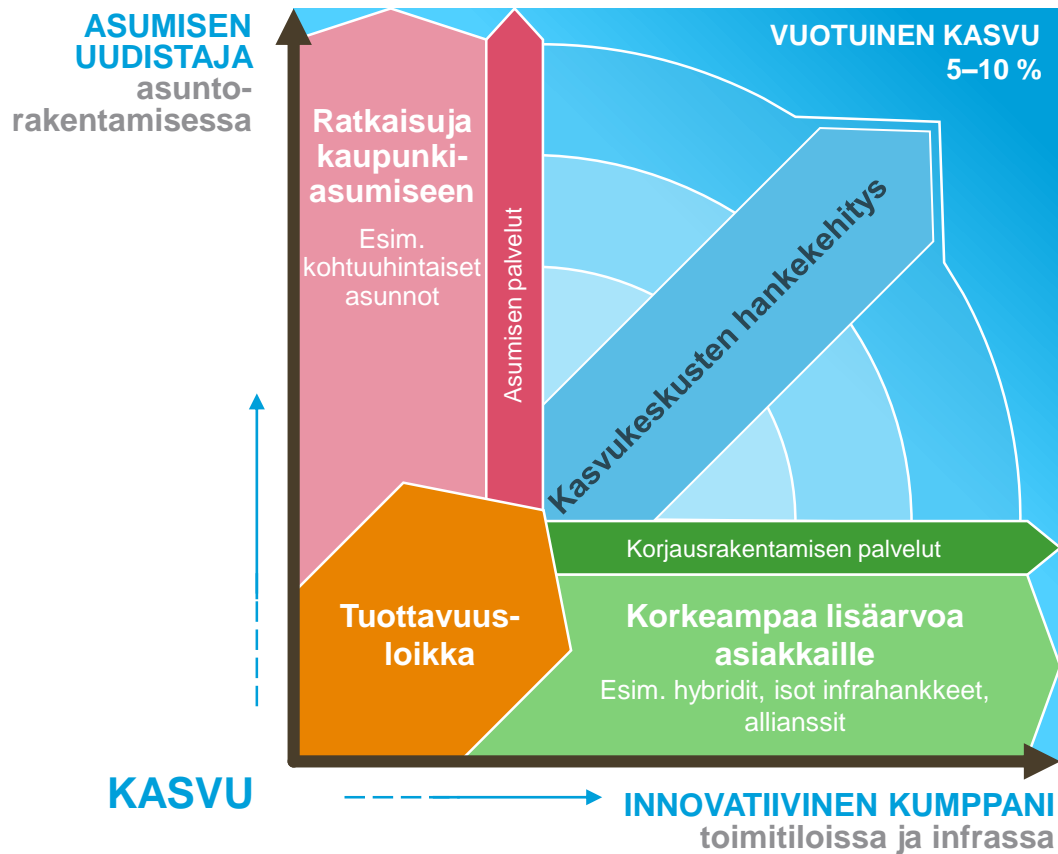 ASUMISEN
UUDISTAJA
asunto-
rakentamisessa
VUOTUINEN KASVU
5–10 %
Ratkaisuja
kaupunki-
asumiseen
Esim.
kohtuuhintaiset
asunnot
Asumisen palvelut
Kasvukeskusten hankekehitys
Korjausrakentamisen palvelut
Tuottavuus-
loikka
Korkeampaa lisäarvoa
asiakkaille
Esim. hybridit, isot infrahankkeet,
allianssit
KASVU
INNOVATIIVINEN KUMPPANI
toimitiloissa ja infrassa